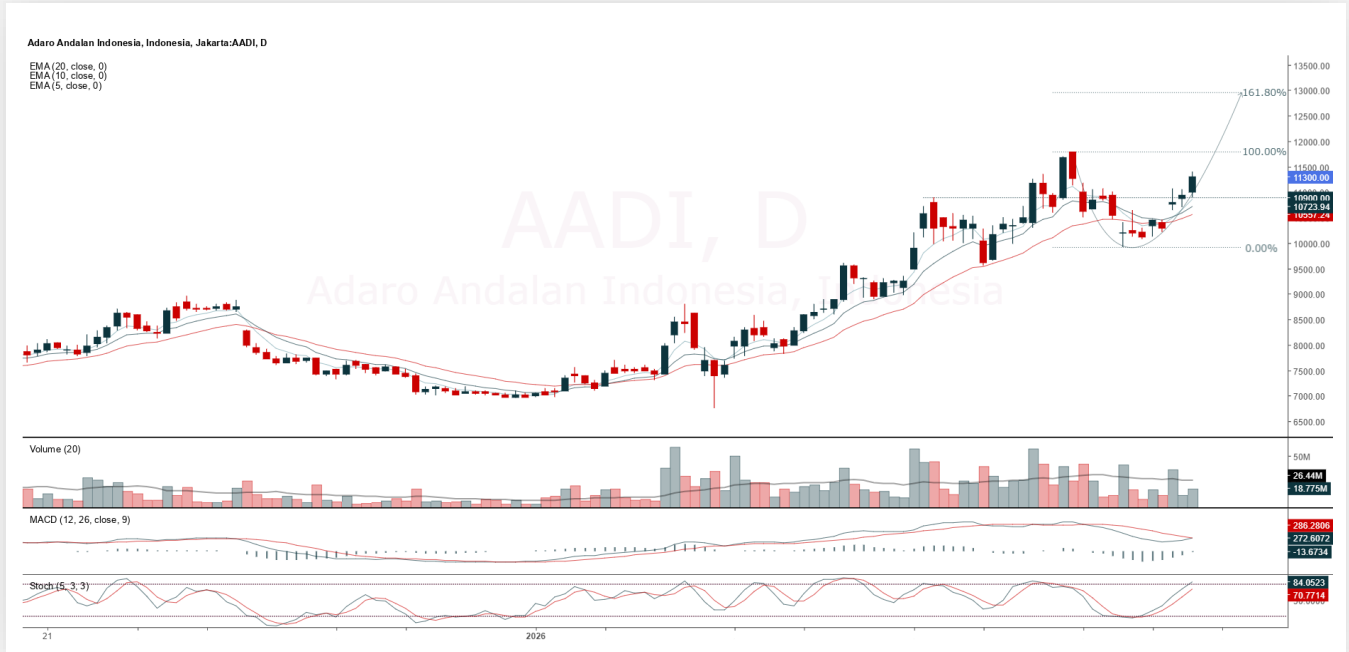 Adaro Andalan Indonesia, Indonesia, Jakarta:AADI, D
EMA (20, close, 0)
EMA (10, close, 0)
EMA (5, close, 0)
AADI, D
Adaro Andalan Indonesia, Indonesia
13500.00
161.80%
13000.00
12500.00
12000.00
100.00%
11500.00
11300.00
10900.00
10723.94
10557.24
10000.00
0.00%
9500.00
9000.00
8500.00
8000.00
7500.00
7000.00
6500.00
Volume (20)
50M
26.44M
18.775M
MACD (12, 26, close, 9)
286.2806
272.6072
-13.6734
Stoch (5, 3, 3)
84.0523
70.7714
21
2026